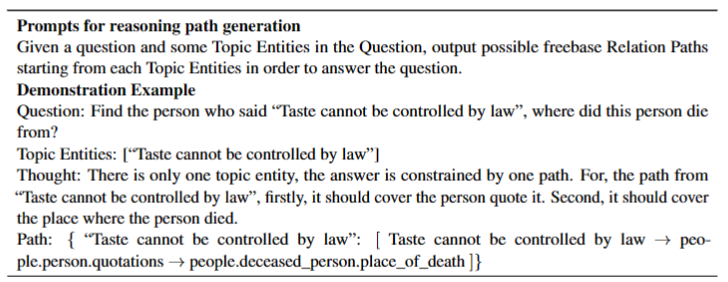 Prompts for reasoning path generation
Given a question and some Topic Entities in the Question, output possible freebase Relation Paths
starting from each Topic Entities in order to answer the question.
Demonstration Example
Question: Find the person who said “Taste cannot be controlled by law”, where did this person die
from?
Topic Entities: [“Taste cannot be controlled by law”]
Thought: There is only one topic entity, the answer is constrained by one path. For, the path from
“Taste cannot be controlled by law”, firstly, it should cover the person quote it. Second, it should cover
the place where the person died.
Path: { “Taste cannot be controlled by law”: [ Taste cannot be controlled by law → peo-
ple.person.quotations → people.deceased_person.place_of_death ]}